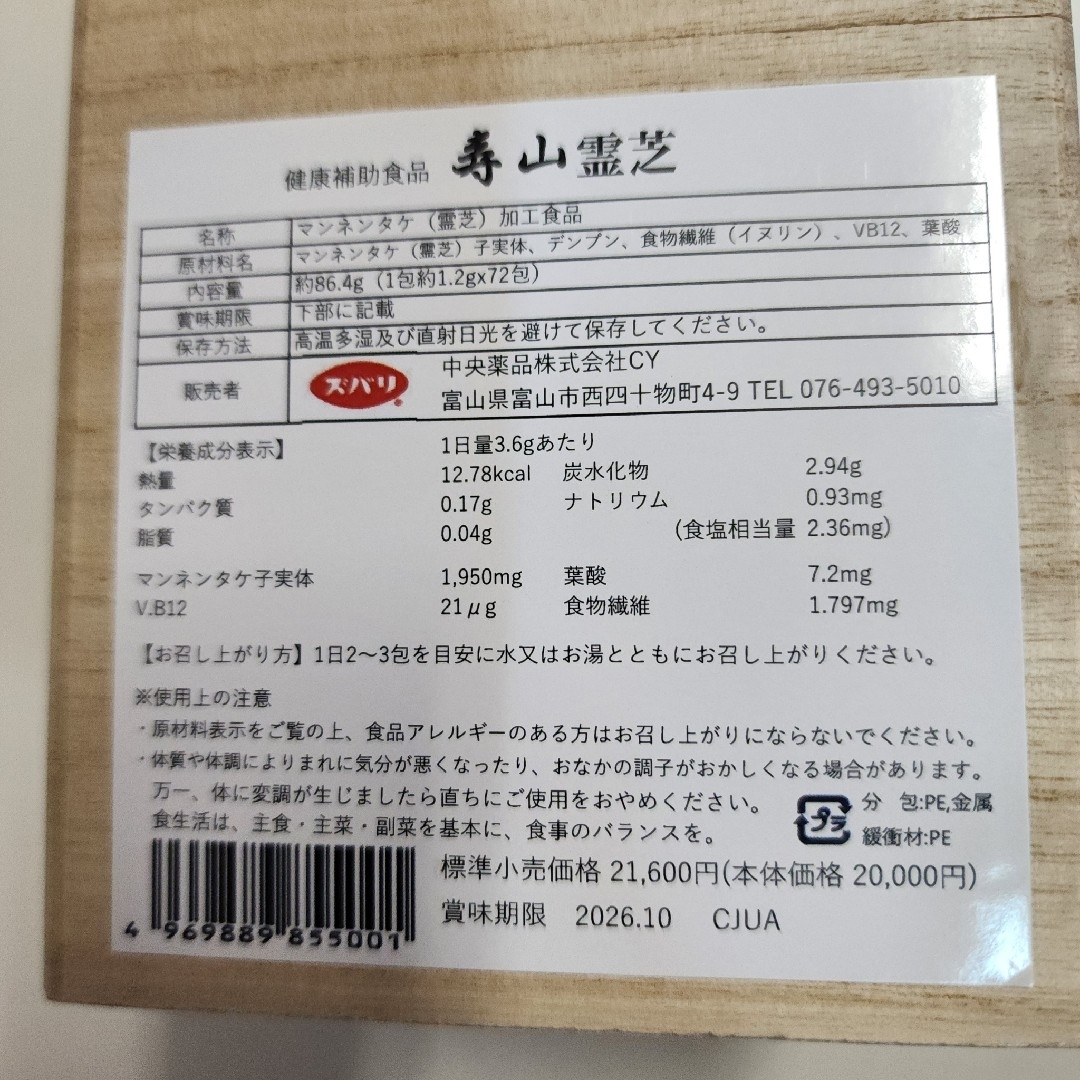 健康補助食品 寿山霊芝
名称 マンネンタケ（霊芝）加工食品
原材料名 マンネンタケ（霊芝）子実体、デンプン、食物繊維（イヌリン）、VB12、葉酸
内容量 約86.4g（1包約1.2gx72包）
賞味期限 下部に記載
保存方法 高温多湿及び直射日光を避けて保存してください。
販売者 ズバリ 中央薬品株式会社CY
富山県富山市西四十物町4-9 TEL 076-493-5010
【栄養成分表示】 1日量3.6gあたり
熱量 12.78kcal 炭水化物 2.94g
タンパク質 0.17g ナトリウム 0.93mg
脂質 0.04g (食塩相当量 2.36mg)
マンネンタケ子実体 1,950mg 葉酸 7.2mg
V.B12 21μg 食物繊維 1.797mg
【お召し上がり方】1日2〜3包を目安に水又はお湯とともにお召し上がりください。
※使用上の注意
・原材料表示をご覧の上、食品アレルギーのある方はお召し上がりにならないでください。
・体質や体調によりまれに気分が悪くなったり、おなかの調子がおかしくなる場合があります。
万一、体に変調が生じましたら直ちにご使用をおやめください。
食生活は、主食・主菜・副菜を基本に、食事のバランスを。
プラ 分 包:PE,金属
緩衝材:PE
標準小売価格 21,600円(本体価格 20,000円)
賞味期限 2026.10 CJUA
4 969889 855001